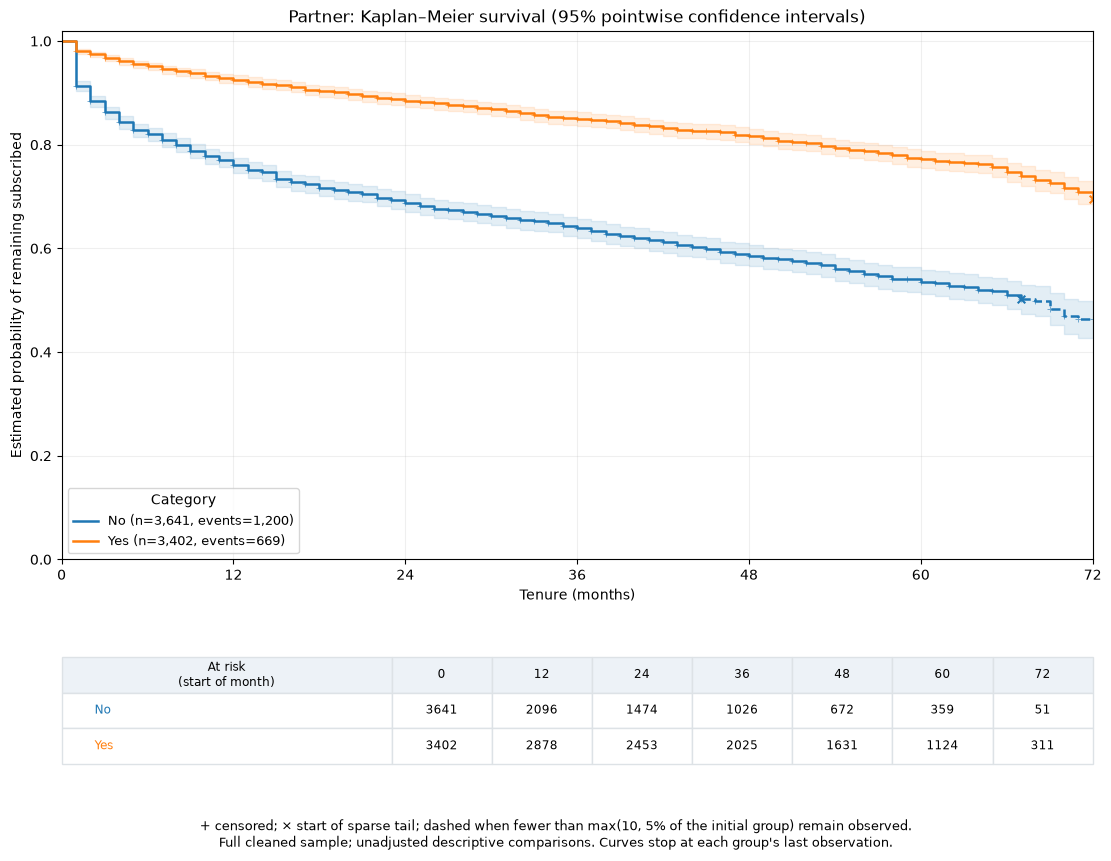 Partner: Kaplan–Meier survival (95% pointwise confidence intervals)
1.0
0.8
0.6
0.4
0.2
0.0
Estimated probability of remaining subscribed
Category
No (n=3,641, events=1,200)
Yes (n=3,402, events=669)
0 12 24 36 48 60 72
Tenure (months)
At risk
(start of month) 0 12 24 36 48 60 72
No 3641 2096 1474 1026 672 359 51
Yes 3402 2878 2453 2025 1631 1124 311
+ censored; × start of sparse tail; dashed when fewer than max(10, 5% of the initial group) remain observed.
Full cleaned sample; unadjusted descriptive comparisons. Curves stop at each group's last observation.